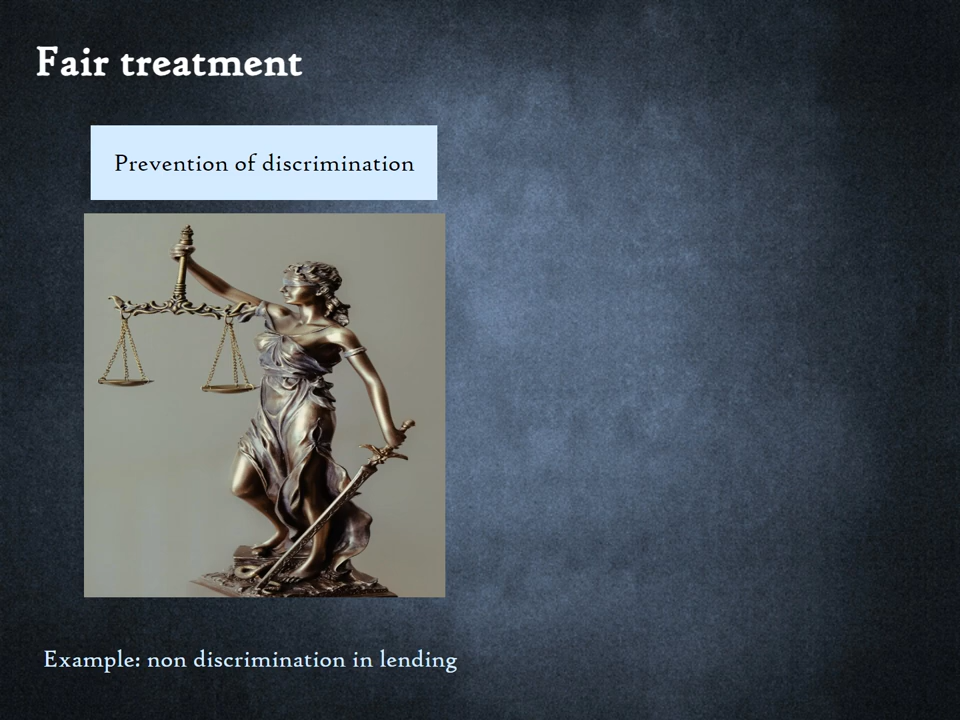 Fair treatment
Prevention of discrimination
Example: non discrimination in lending